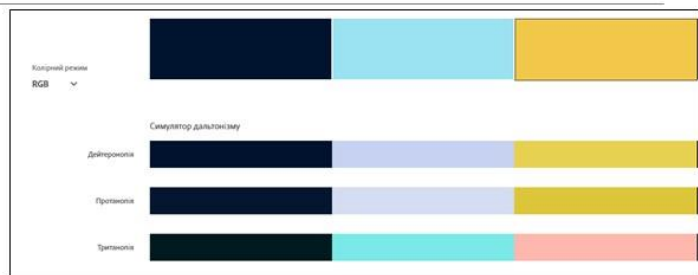 Колірний режим
RGB
Симулятор дальтонізму
Дейтеронопія
Протанопія
Тританопія